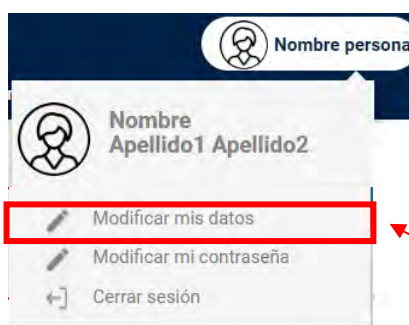 Nombre persona
Nombre
Apellido1 Apellido2
Modificar mis datos
Modificar mi contraseña
Cerrar sesión